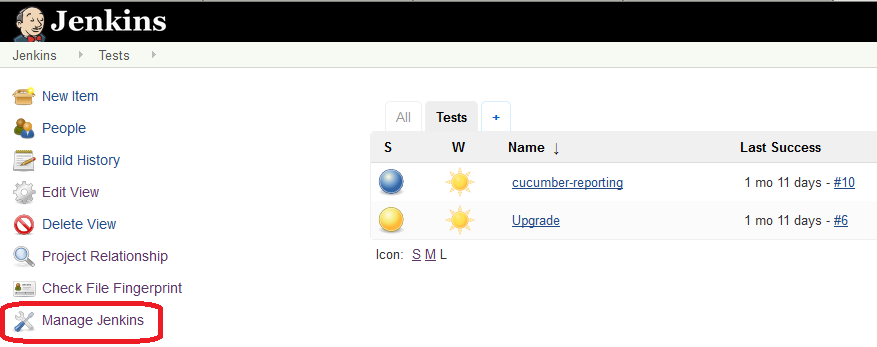 Jenkins
Jenkins Tests
New Item
People
Build History
Edit View
Delete View
Project Relationship
Check File Fingerprint
Manage Jenkins
All Tests +
S W Name ↓ Last Success
cucumber-reporting 1 mo 11 days - #10
Upgrade 1 mo 11 days - #6
Icon: S M L